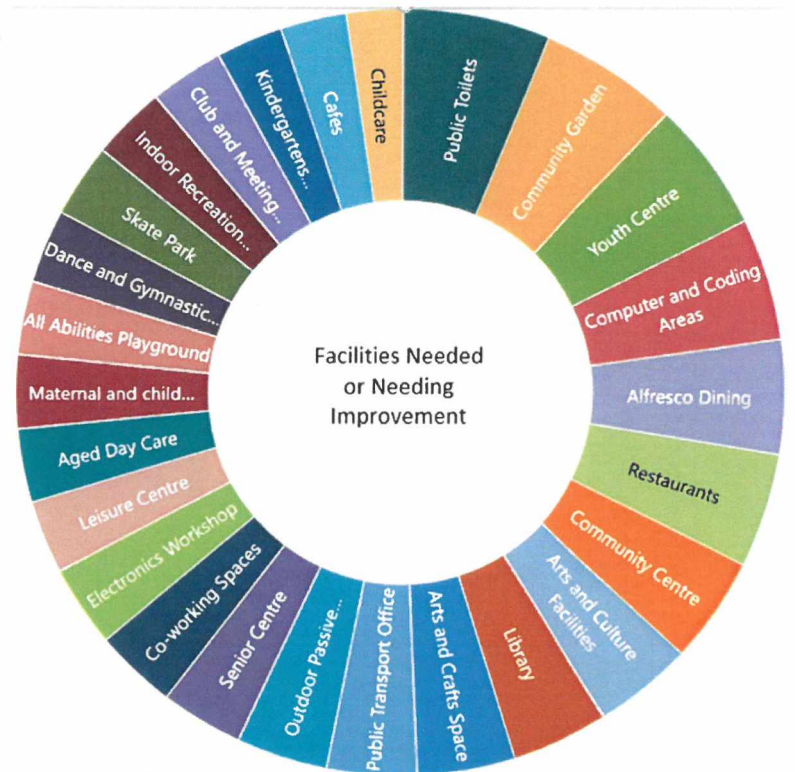 Public Toilets
Community Garden
Youth Centre
Computer and Coding
Areas
Alfresco Dining
Restaurants
Community Centre
Arts and Culture
Facilities
Library
Arts and Crafts Space
Public Transport Office
Outdoor Passive...
Senior Centre
Co-working Spaces
Electronics Workshop
Leisure Centre
Aged Day Care
Maternal and child...
All Abilities Playground
Dance and Gymnastic...
Skate Park
Indoor Recreation...
Club and Meeting...
Kindergartens...
Cafes
Childcare
Facilities Needed
or Needing
Improvement